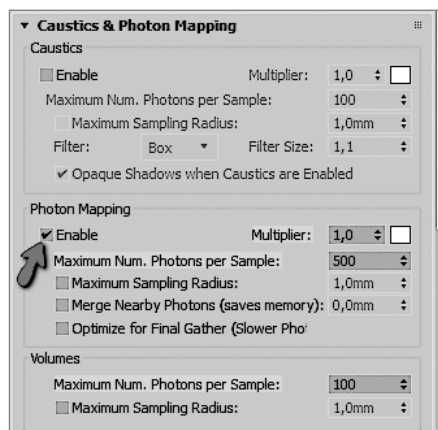 Caustics & Photon Mapping
Caustics
Enable Multiplier: 1,0
Maximum Num. Photons per Sample: 100
Maximum Sampling Radius: 1,0mm
Filter: Box Filter Size: 1,1
Opaque Shadows when Caustics are Enabled
Photon Mapping
Enable Multiplier: 1,0
Maximum Num. Photons per Sample: 500
Maximum Sampling Radius: 1,0mm
Merge Nearby Photons (saves memory): 0,0mm
Optimize for Final Gather (Slower Pho
Volumes
Maximum Num. Photons per Sample: 100
Maximum Sampling Radius: 1,0mm